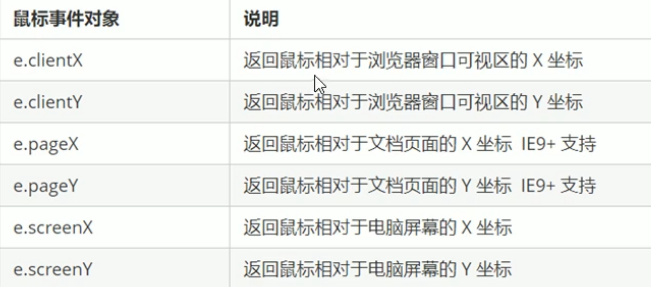 鼠标事件对象 说明
e.clientX 返回鼠标相对于浏览器窗口可视区的 X 坐标
e.clientY 返回鼠标相对于浏览器窗口可视区的 Y 坐标
e.pageX 返回鼠标相对于文档页面的 X 坐标 IE9+ 支持
e.pageY 返回鼠标相对于文档页面的 Y 坐标 IE9+ 支持
e.screenX 返回鼠标相对于电脑屏幕的 X 坐标
e.screenY 返回鼠标相对于电脑屏幕的 Y 坐标